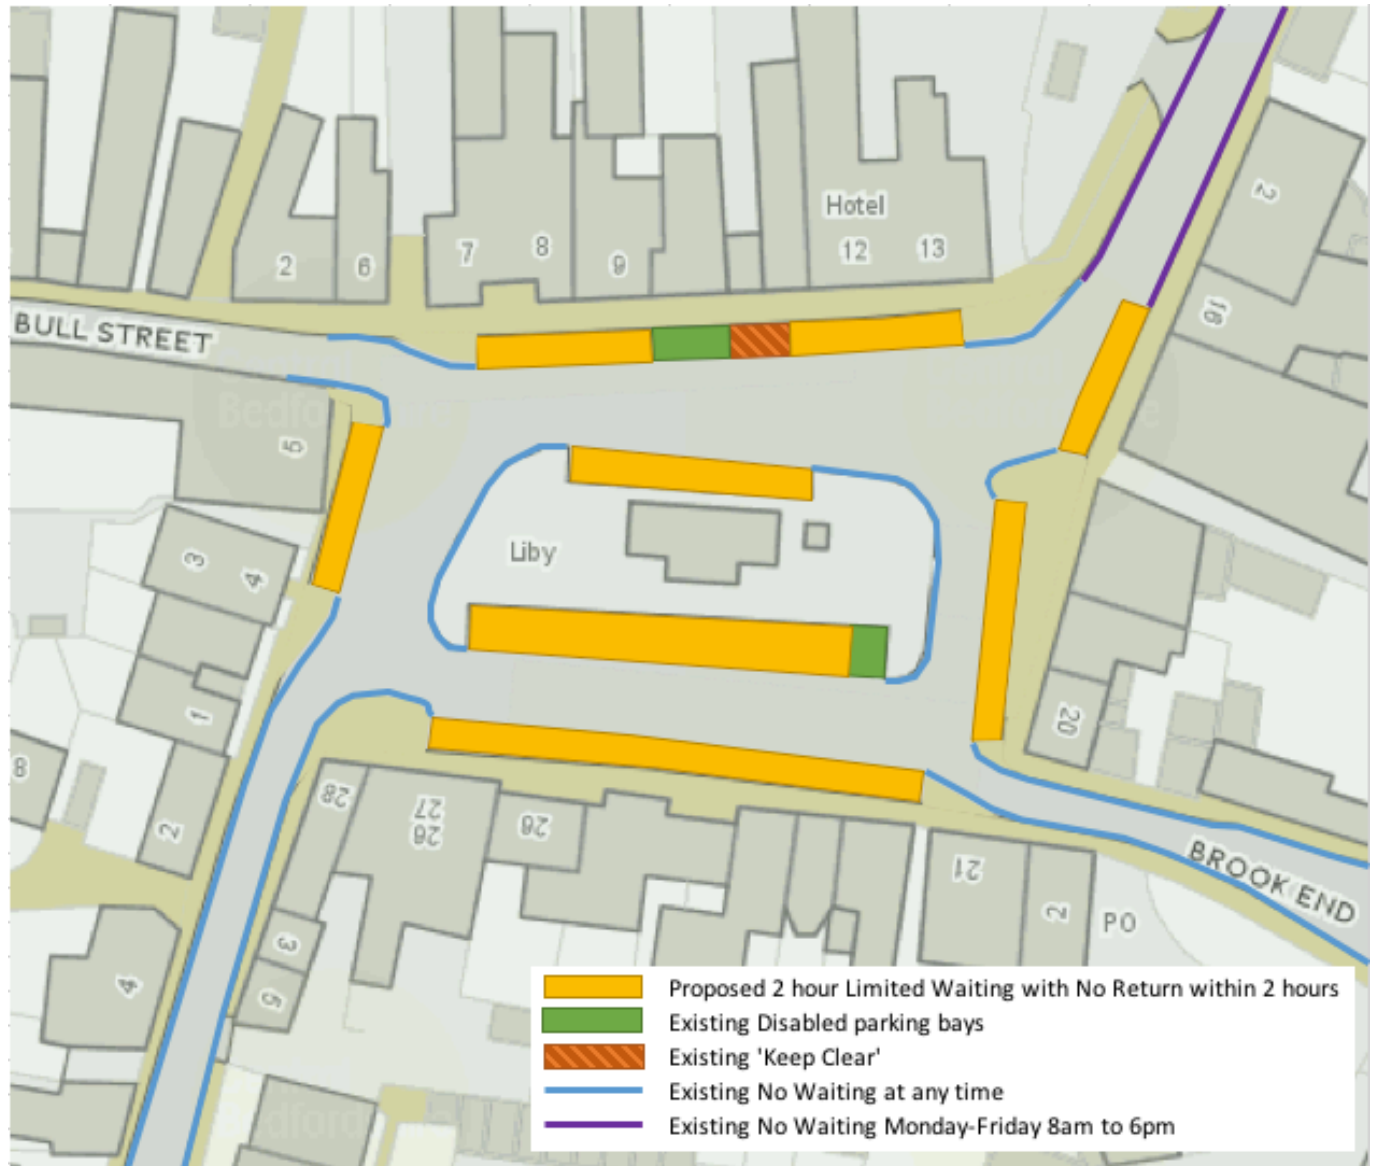 Hotel
12
13
2
6
7
8
9
2
16
BULL STREET
5
3
4
Liby
1
20
8
2
28
27
26
26
21
2
PO
BROOK END
3
5
4
Proposed 2 hour Limited Waiting with No Return within 2 hours
Existing Disabled parking bays
Existing 'Keep Clear'
Existing No Waiting at any time
Existing No Waiting Monday-Friday 8am to 6pm